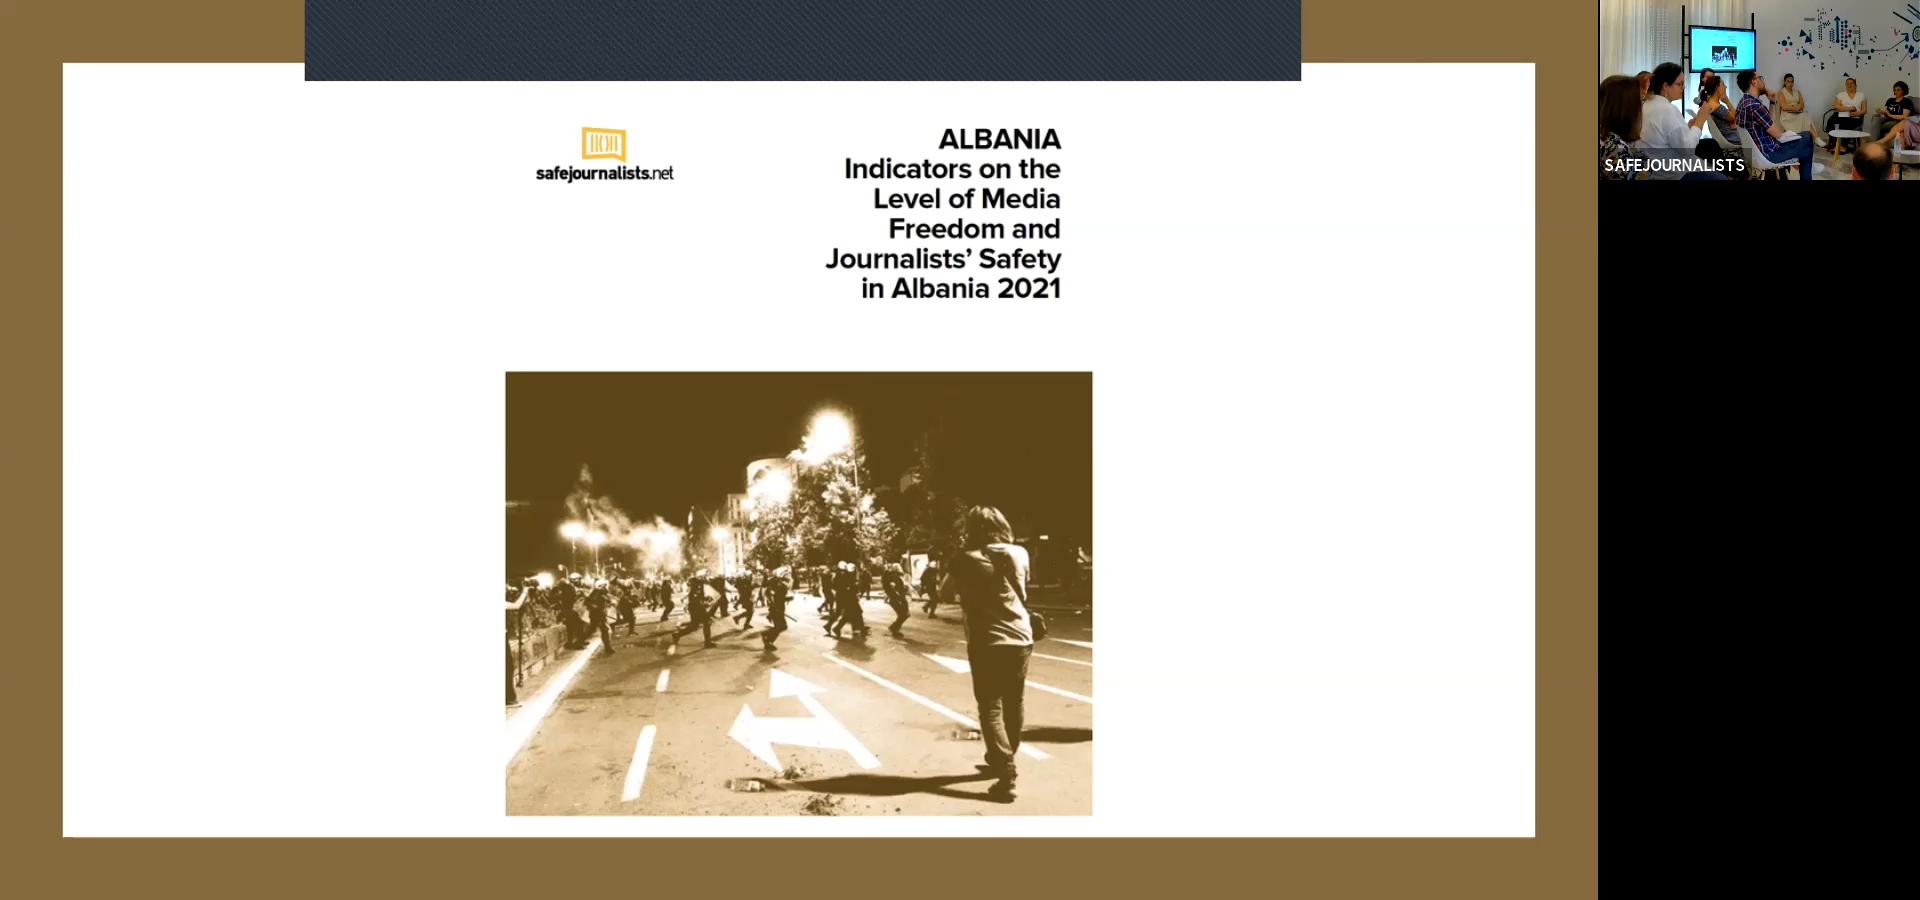 safejournalists.net
ALBANIA
Indicators on the
Level of Media
Freedom and
Journalists’ Safety
in Albania 2021
SAFEJOURNALISTS